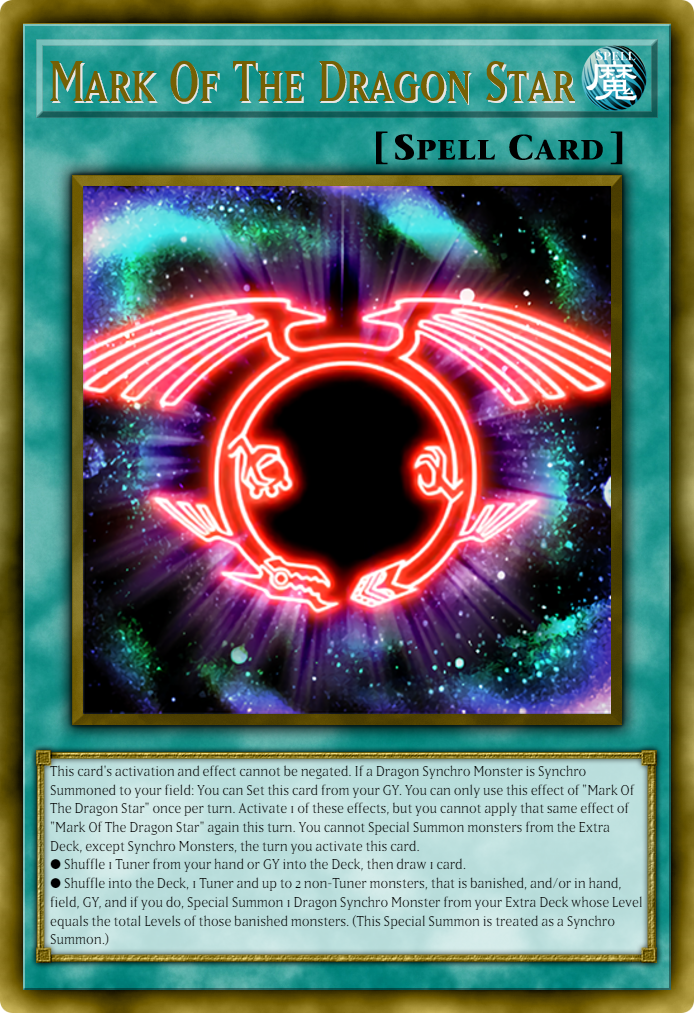 Mark Of The Dragon Star
SPELL
魔
[Spell Card]
This card's activation and effect cannot be negated. If a Dragon Synchro Monster is Synchro
Summoned to your field: You can Set this card from your GY. You can only use this effect of "Mark Of
The Dragon Star" once per turn. Activate 1 of these effects, but you cannot apply that same effect of
"Mark Of The Dragon Star" again this turn. You cannot Special Summon monsters from the Extra
Deck, except Synchro Monsters, the turn you activate this card.
● Shuffle 1 Tuner from your hand or GY into the Deck, then draw 1 card.
● Shuffle into the Deck, 1 Tuner and up to 2 non-Tuner monsters, that is banished, and/or in hand,
field, GY, and if you do, Special Summon 1 Dragon Synchro Monster from your Extra Deck whose Level
equals the total Levels of those banished monsters. (This Special Summon is treated as a Synchro
Summon.)